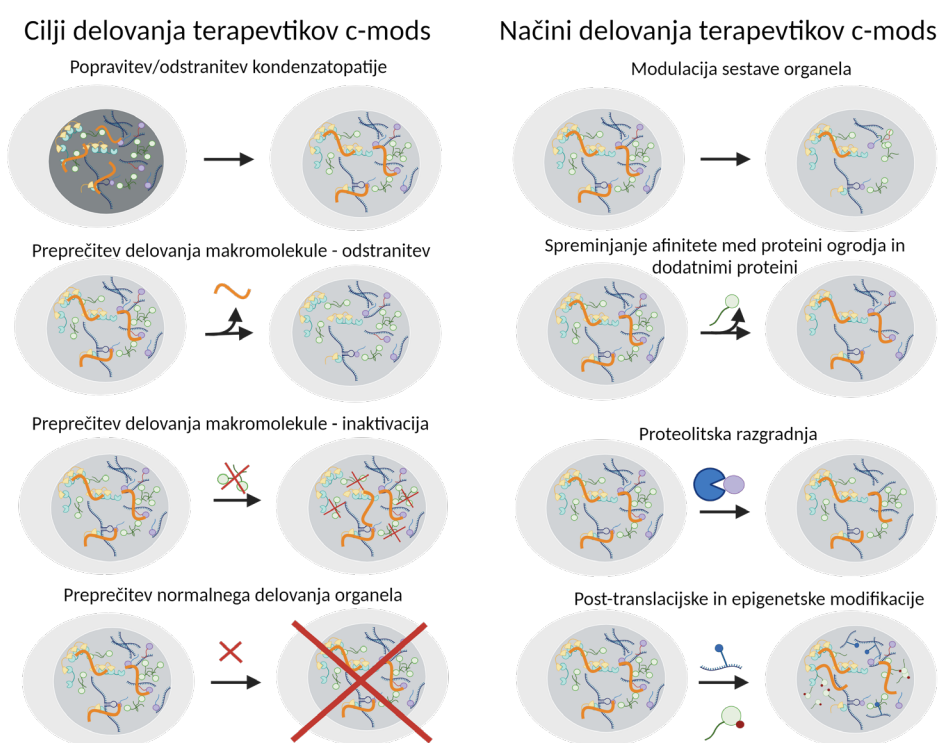 Cilji delovanja terapevtikov c-mods
Popravitev/odstranitev kondenzatopatije
Preprečitev delovanja makromolekule - odstranitev
Preprečitev delovanja makromolekule - inaktivacija
Preprečitev normalnega delovanja organela
Načini delovanja terapevtikov c-mods
Modulacija sestave organela
Spreminjanje afinitete med proteini ogrodja in
dodatnimi proteini
Proteolitska razgradnja
Post-translacijske in epigenetske modifikacije